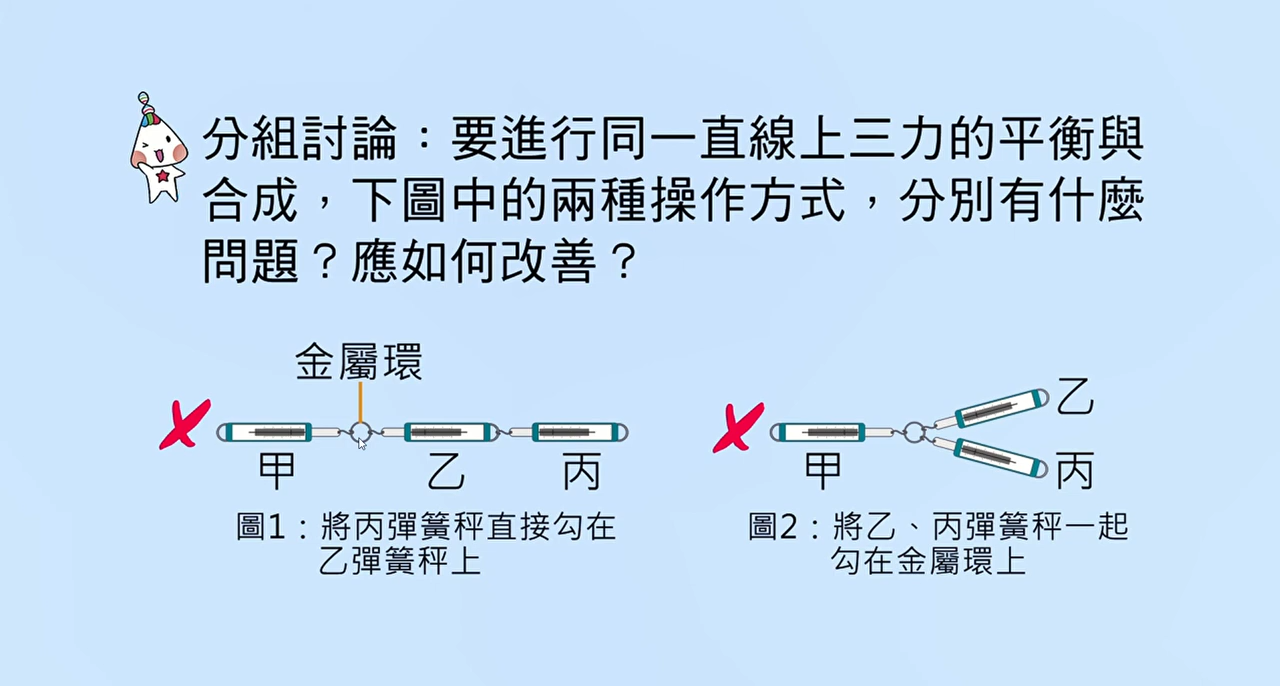 分組討論：要進行同一直線上三力的平衡與
合成，下圖中的兩種操作方式，分別有什麼
問題？應如何改善？
金屬環
甲
乙
丙
圖1：將丙彈簧秤直接勾在
乙彈簧秤上
甲
乙
丙
圖2：將乙、丙彈簧秤一起
勾在金屬環上